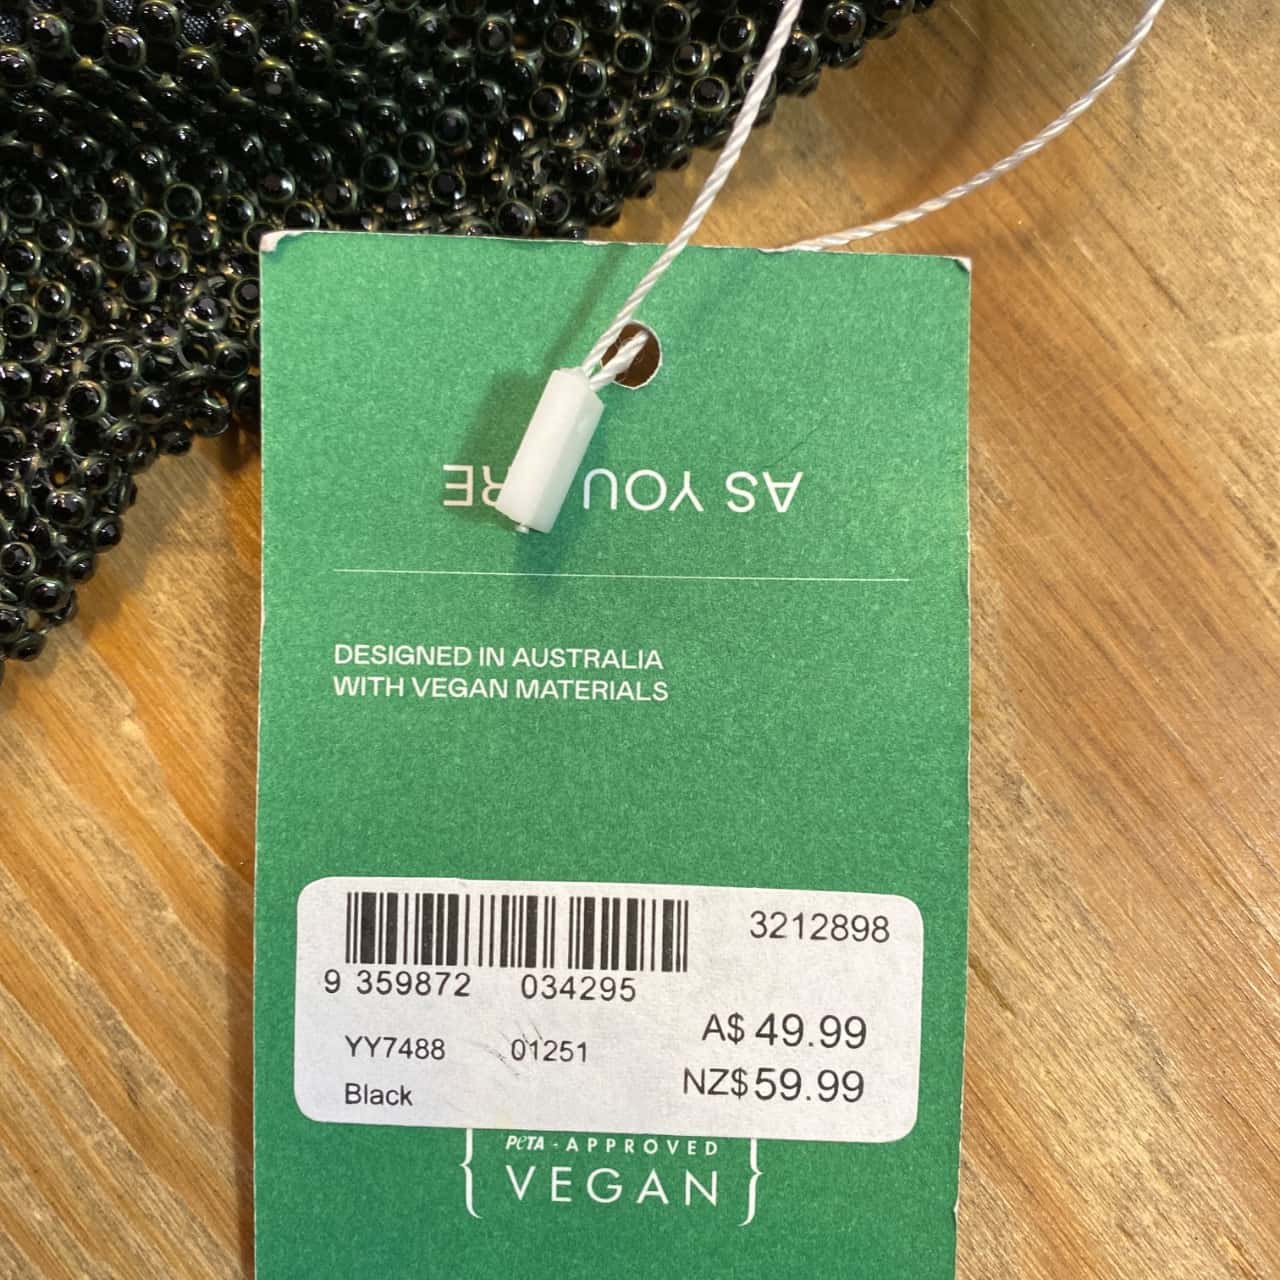 AS YOU
DESIGNED IN AUSTRALIA
WITH VEGAN MATERIALS
3212898
9 359872 034295
A$ 49.99
YY7488 01251
NZ$ 59.99
Black
PeTA - APPROVED
VEGAN